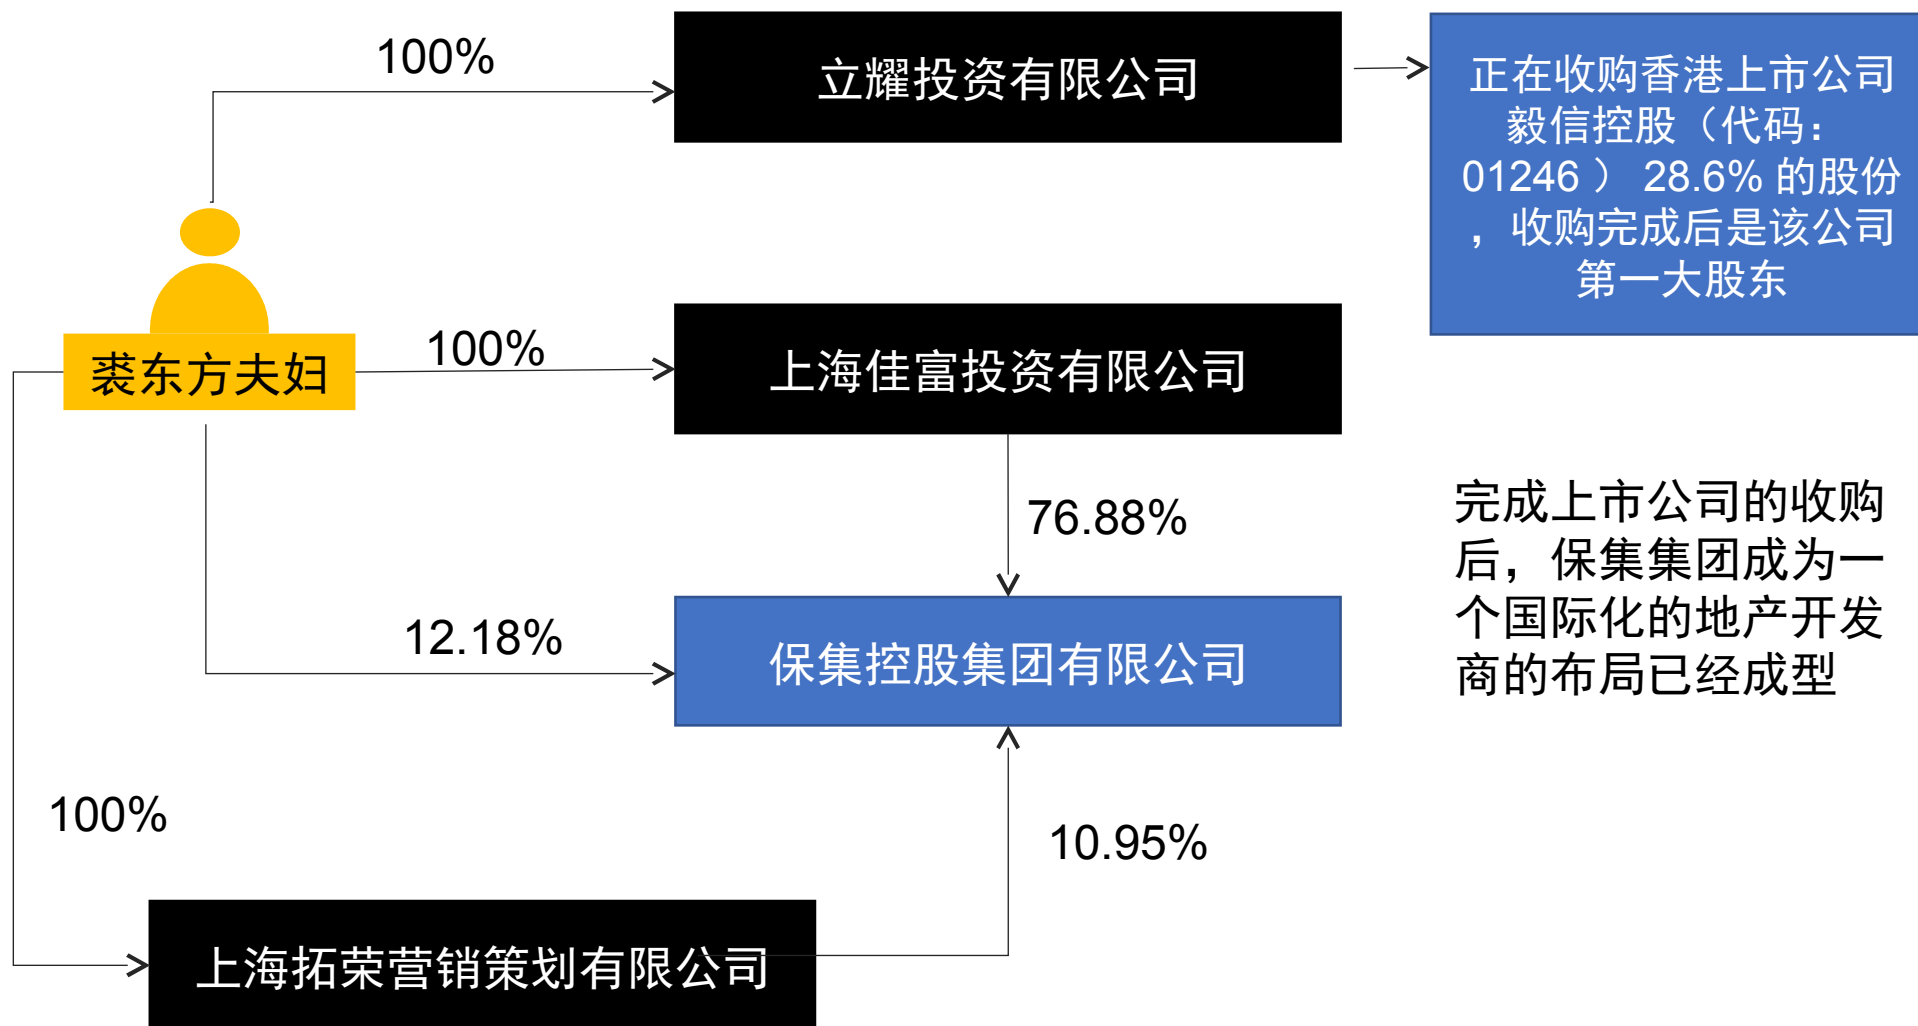 100%
立耀投资有限公司
正在收购香港上市公司
毅信控股（代码：
01246 ） 28.6% 的股份
，收购完成后是该公司
第一大股东
裘东方夫妇
100%
上海佳富投资有限公司
76.88%
完成上市公司的收购
后，保集集团成为一
个国际化的地产开发
商的布局已经成型
12.18%
保集控股集团有限公司
100%
10.95%
上海拓荣营销策划有限公司